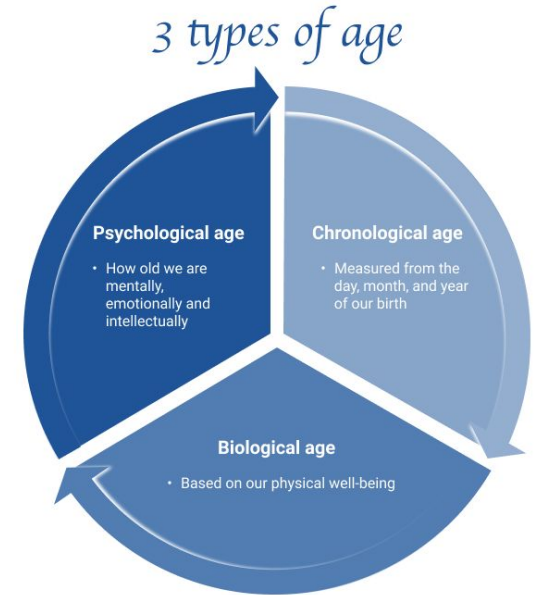 3 types of age
Psychological age
• How old we are
mentally,
emotionally and
intellectually
Chronological age
• Measured from the
day, month, and year
of our birth
Biological age
• Based on our physical well-being